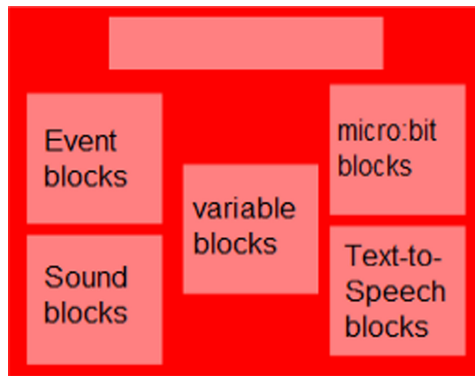 Event
blocks
Sound
blocks
variable
blocks
micro:bit
blocks
Text-to-
Speech
blocks